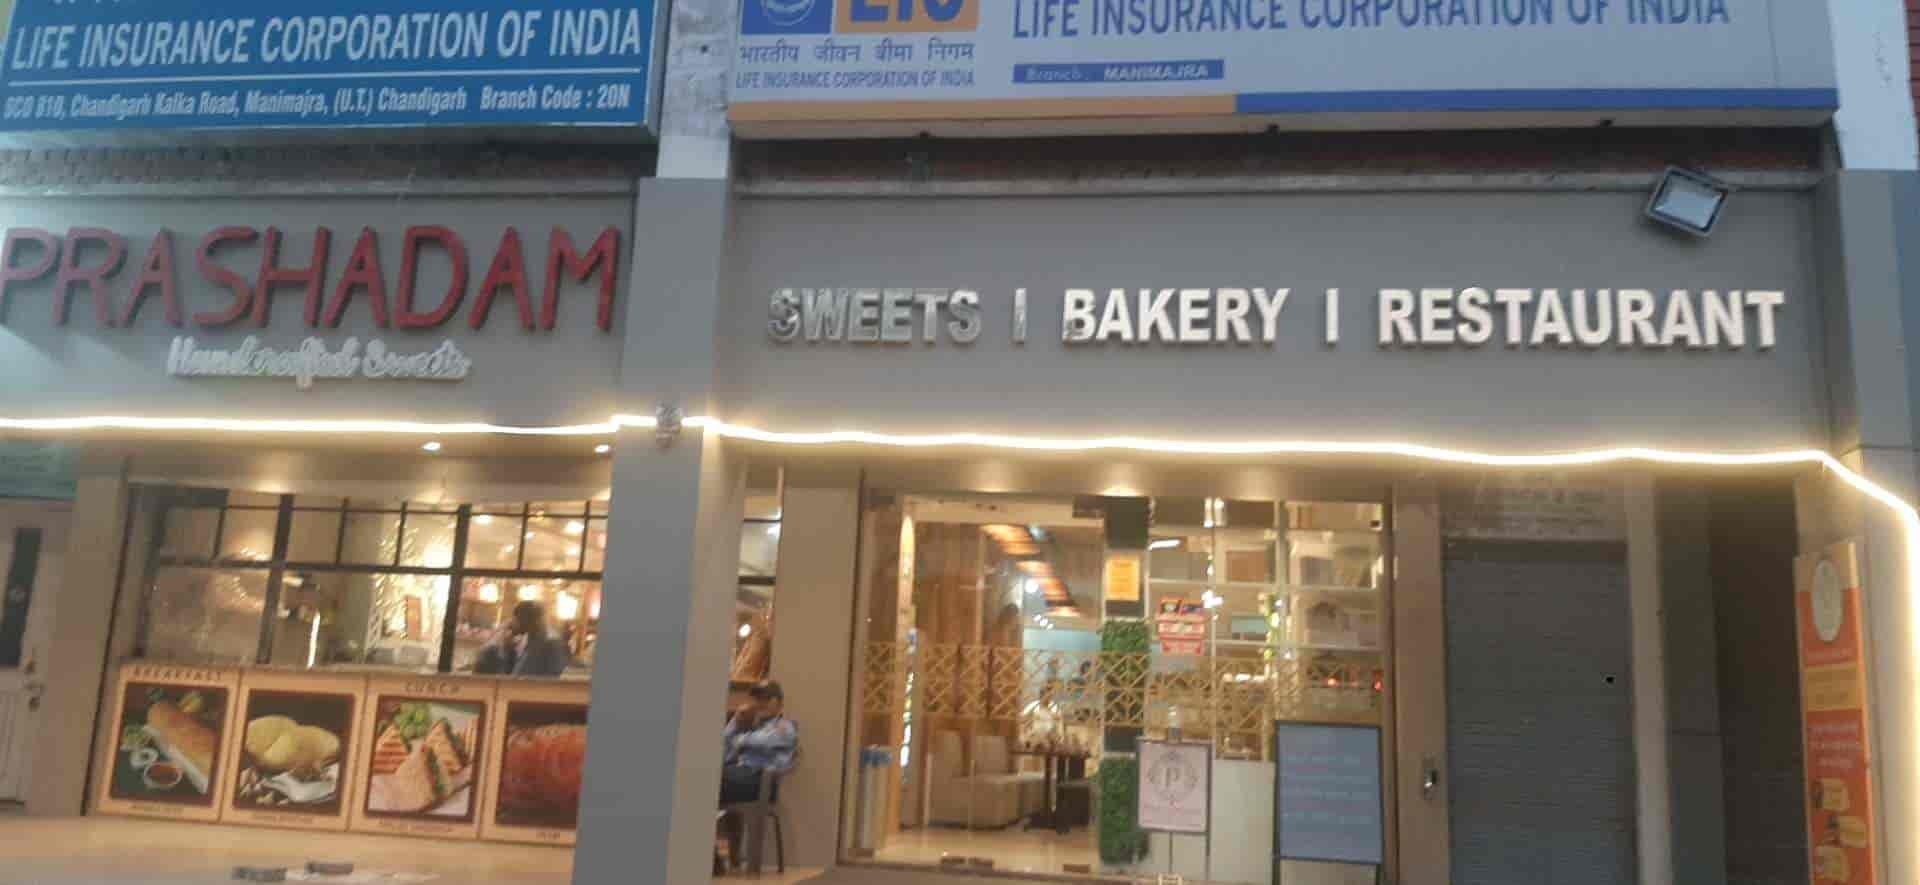 LIFE INSURANCE CORPORATION OF INDIA
SCO 810, Chandigarh Kalka Road, Manimajra, (U.T.) Chandigarh Branch Code : 20N
LIC
भारतीय जीवन बीमा निगम
LIFE INSURANCE CORPORATION OF INDIA
LIFE INSURANCE CORPORATION OF INDIA
Branch : MANIMAJRA
PRASHADAM
Handcrafted Sweets
SWEETS | BAKERY | RESTAURANT
BREAKFAST
LUNCH
P